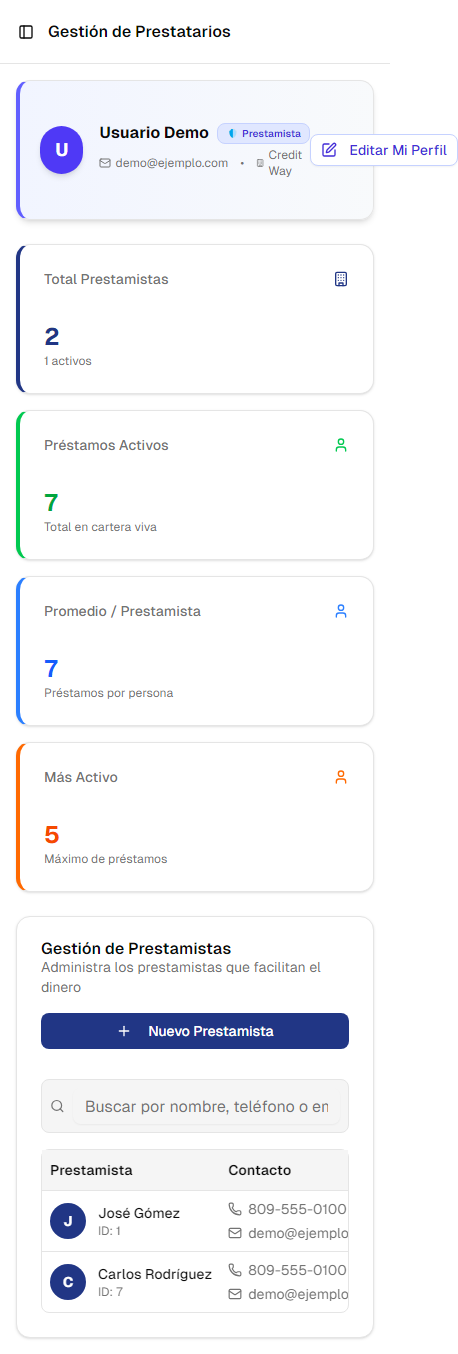 Gestión de Prestatarios
U
Usuario Demo
Prestamista
demo@ejemplo.com • Credit
Way
Editar Mi Perfil
Total Prestamistas
2
1 activos
Préstamos Activos
7
Total en cartera viva
Promedio / Prestamista
7
Préstamos por persona
Más Activo
5
Máximo de préstamos
Gestión de Prestamistas
Administra los prestamistas que facilitan el
dinero
Nuevo Prestamista
Buscar por nombre, teléfono o em
Prestamista Contacto
J
José Gómez
ID: 1
809-555-0100
demo@ejemplo
C
Carlos Rodríguez
ID: 7
809-555-0100
demo@ejemplo